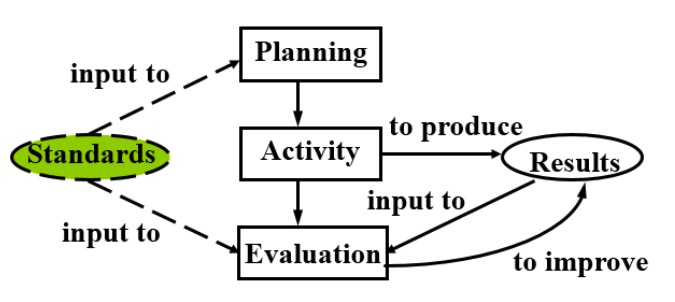 Planning
input to
to produce
Standards
Activity
Results
input to
input to
Evaluation
to improve